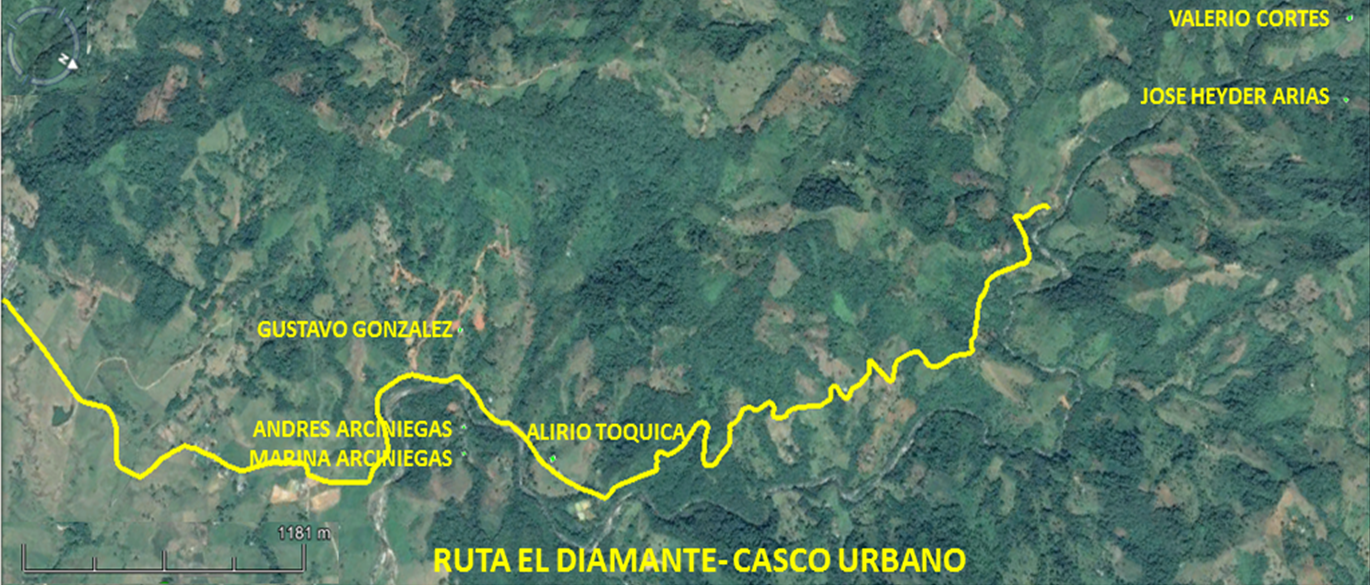 VALERIO CORTES
JOSE HEYDER ARIAS
N
GUSTAVO GONZALEZ
ANDRES ARCINIEGAS
MARINA ARCINIEGAS
ALIRIO TOQUICA
1181 m
RUTA EL DIAMANTE- CASCO URBANO